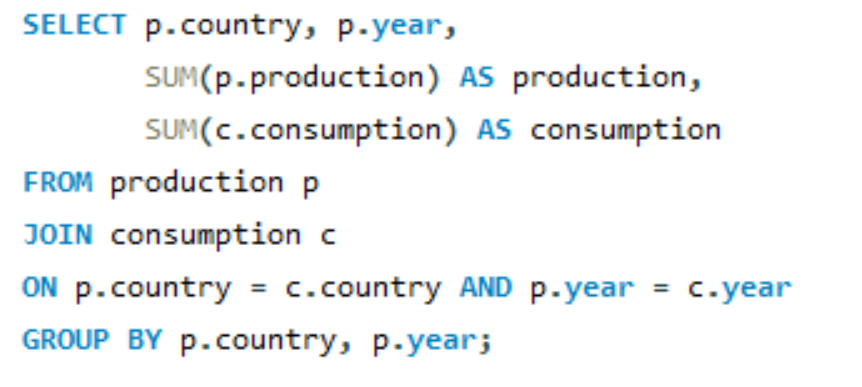 SELECT p.country, p.year,
       SUM(p.production) AS production,
       SUM(c.consumption) AS consumption
FROM production p
JOIN consumption c
ON p.country = c.country AND p.year = c.year
GROUP BY p.country, p.year;